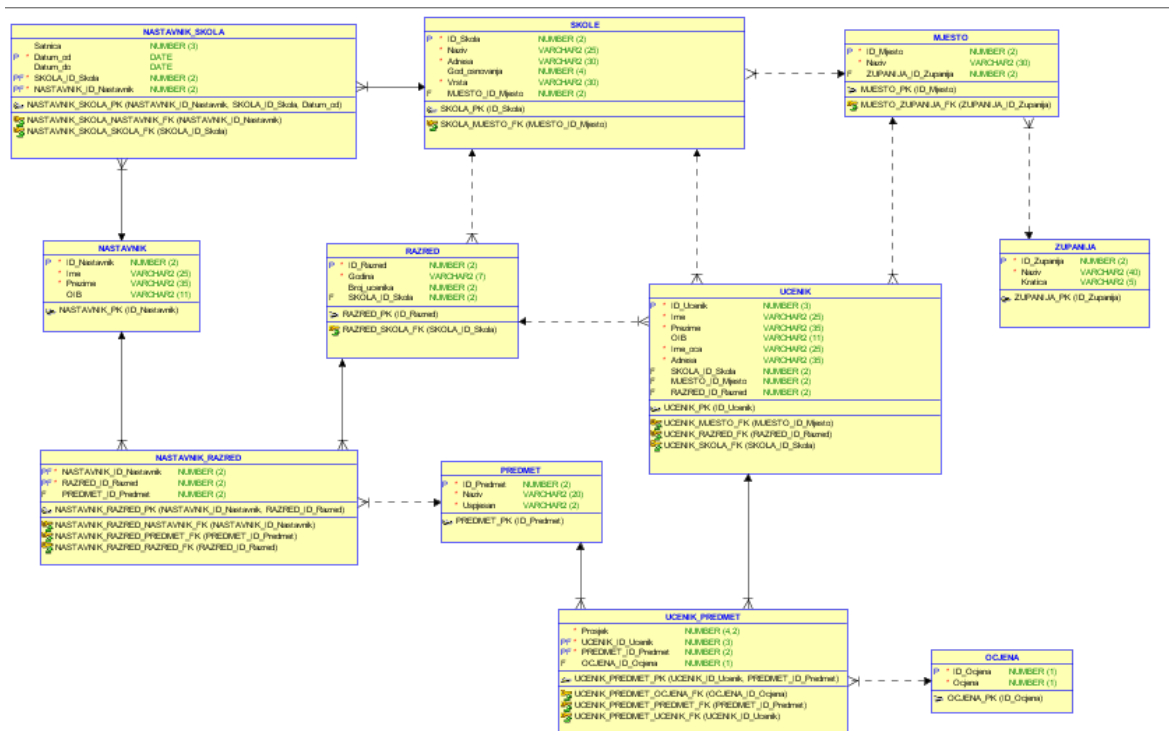 NASTAVNIK_SKOLA
Satnica NUMBER (3)
P * Datum_od DATE
Datum_do DATE
PF * SKOLA_ID_Skola NUMBER (2)
PF * NASTAVNIK_ID_Nastavnik NUMBER (2)
NASTAVNIK_SKOLA_PK (NASTAVNIK_ID_Nastavnik, SKOLA_ID_Skola, Datum_od)
NASTAVNIK_SKOLA_NASTAVNIK_FK (NASTAVNIK_ID_Nastavnik)
NASTAVNIK_SKOLA_SKOLA_FK (SKOLA_ID_Skola)
SKOLE
P * ID_Skola NUMBER (2)
* Naziv VARCHAR2 (25)
* Adresa VARCHAR2 (30)
God_osnovanja NUMBER (4)
* Vrsta VARCHAR2 (30)
F MJESTO_ID_Mjesto NUMBER (2)
SKOLA_PK (ID_Skola)
SKOLA_MJESTO_FK (MJESTO_ID_Mjesto)
MJESTO
P * ID_Mjesto NUMBER (2)
* Naziv VARCHAR2 (30)
F ZUPANIJA_ID_Zupanija NUMBER (2)
MJESTO_PK (ID_Mjesto)
MJESTO_ZUPANIJA_FK (ZUPANIJA_ID_Zupanija)
NASTAVNIK
P * ID_Nastavnik NUMBER (2)
* Ime VARCHAR2 (25)
* Prezime VARCHAR2 (35)
OIB VARCHAR2 (11)
NASTAVNIK_PK (ID_Nastavnik)
RAZRED
P * ID_Razred NUMBER (2)
* Godina VARCHAR2 (7)
Broj_ucenika NUMBER (2)
F SKOLA_ID_Skola NUMBER (2)
RAZRED_PK (ID_Razred)
RAZRED_SKOLA_FK (SKOLA_ID_Skola)
ZUPANIJA
P * ID_Zupanija NUMBER (2)
* Naziv VARCHAR2 (40)
Kratica VARCHAR2 (5)
ZUPANIJA_PK (ID_Zupanija)
UCENIK
P * ID_Ucenik NUMBER (3)
* Ime VARCHAR2 (25)
* Prezime VARCHAR2 (35)
OIB VARCHAR2 (11)
* Ime_oca VARCHAR2 (25)
* Adresa VARCHAR2 (35)
F SKOLA_ID_Skola NUMBER (2)
F MJESTO_ID_Mjesto NUMBER (2)
F RAZRED_ID_Razred NUMBER (2)
UCENIK_PK (ID_Ucenik)
UCENIK_MJESTO_FK (MJESTO_ID_Mjesto)
UCENIK_RAZRED_FK (RAZRED_ID_Razred)
UCENIK_SKOLA_FK (SKOLA_ID_Skola)
NASTAVNIK_RAZRED
PF * NASTAVNIK_ID_Nastavnik NUMBER (2)
PF * RAZRED_ID_Razred NUMBER (2)
F PREDMET_ID_Predmet NUMBER (2)
NASTAVNIK_RAZRED_PK (NASTAVNIK_ID_Nastavnik, RAZRED_ID_Razred)
NASTAVNIK_RAZRED_NASTAVNIK_FK (NASTAVNIK_ID_Nastavnik)
NASTAVNIK_RAZRED_PREDMET_FK (PREDMET_ID_Predmet)
NASTAVNIK_RAZRED_RAZRED_FK (RAZRED_ID_Razred)
PREDMET
P * ID_Predmet NUMBER (2)
* Naziv VARCHAR2 (20)
* Uspjesan VARCHAR2 (2)
PREDMET_PK (ID_Predmet)
UCENIK_PREDMET
* Prosjek NUMBER (4,2)
PF * UCENIK_ID_Ucenik NUMBER (3)
PF * PREDMET_ID_Predmet NUMBER (2)
F OCJENA_ID_Ocjena NUMBER (1)
UCENIK_PREDMET_PK (UCENIK_ID_Ucenik, PREDMET_ID_Predmet)
UCENIK_PREDMET_OCJENA_FK (OCJENA_ID_Ocjena)
UCENIK_PREDMET_PREDMET_FK (PREDMET_ID_Predmet)
UCENIK_PREDMET_UCENIK_FK (UCENIK_ID_Ucenik)
OCJENA
P * ID_Ocjena NUMBER (1)
* Ocjena NUMBER (1)
OCJENA_PK (ID_Ocjena)